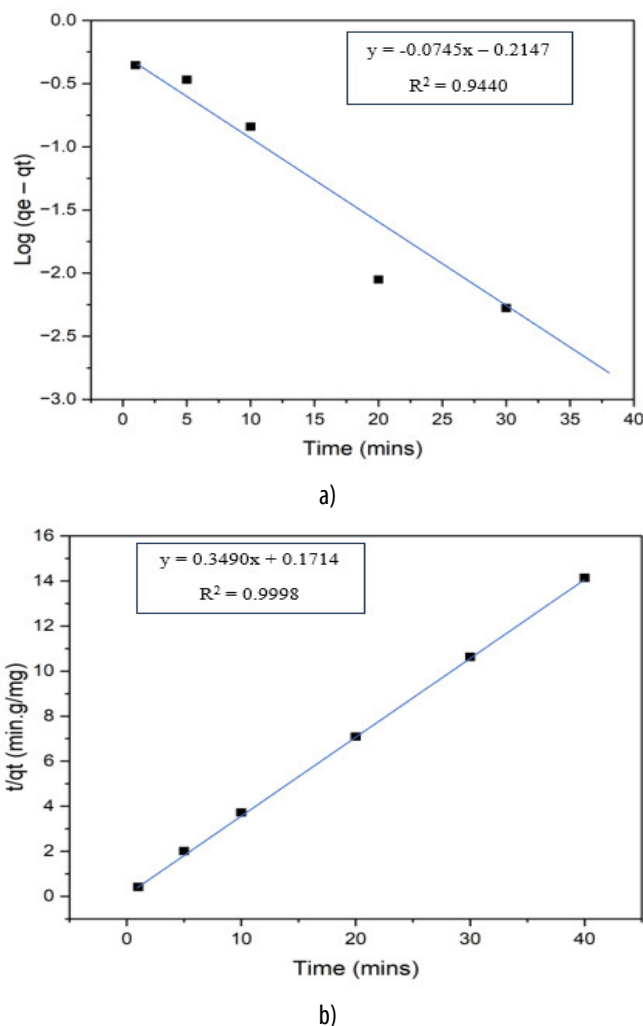 0.0
−0.5
−1.0
−1.5
−2.0
−2.5
−3.0
Log (qe – qt)
y = -0.0745x – 0.2147
R² = 0.9440
0 5 10 15 20 25 30 35 40
Time (mins)
a)
16
14
12
10
8
6
4
2
0
t/qt (min.g/mg)
y = 0.3490x + 0.1714
R² = 0.9998
0 10 20 30 40
Time (mins)
b)